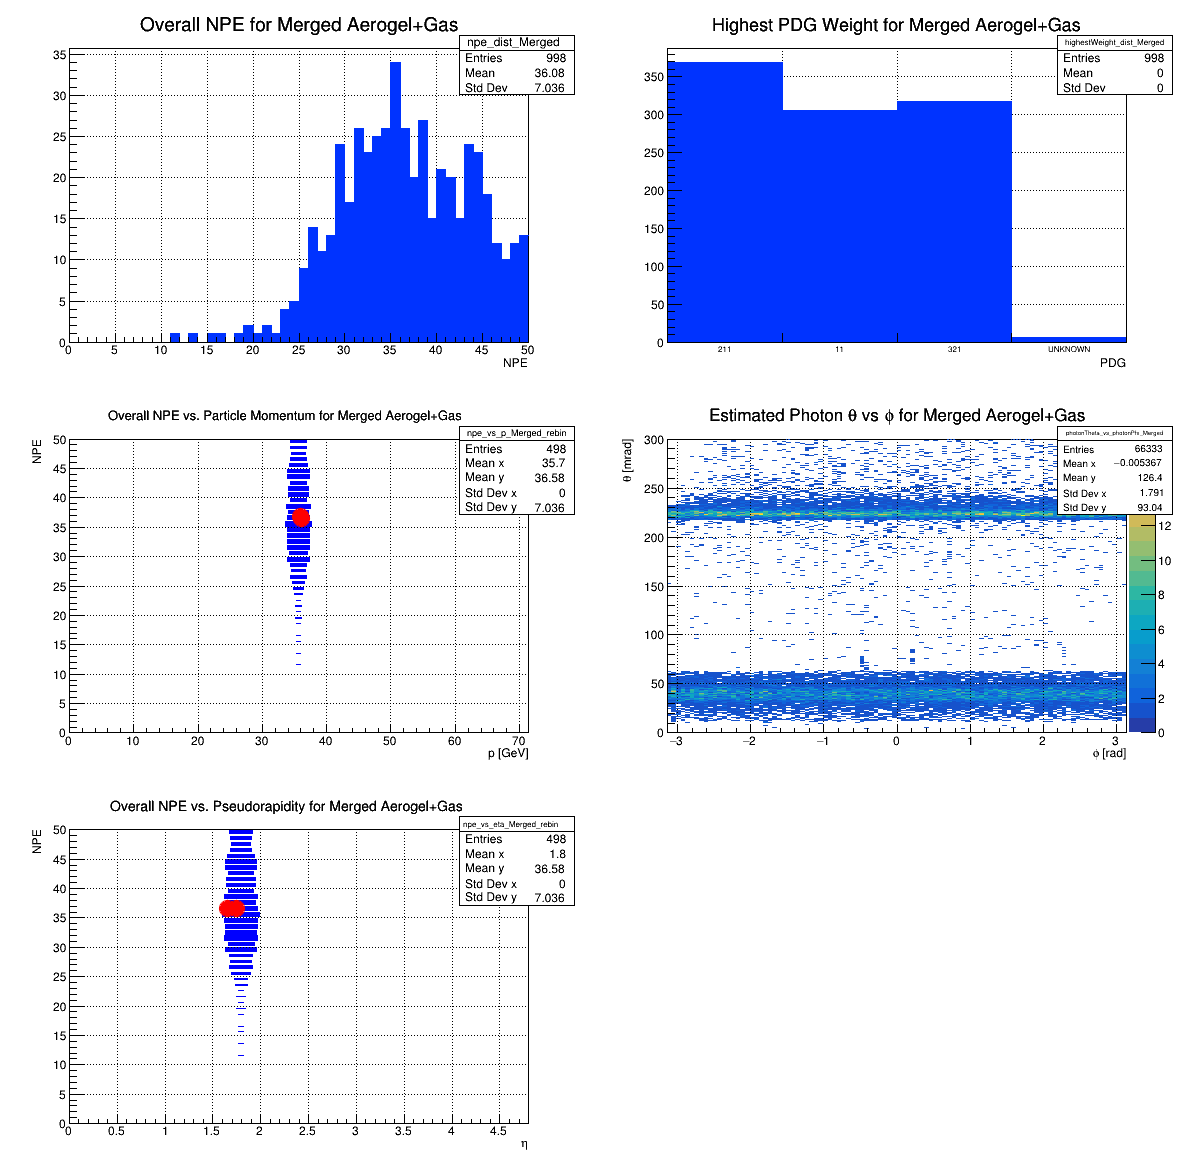 Overall NPE for Merged Aerogel+Gas
npe_dist_Merged
Entries 998
Mean 36.08
Std Dev 7.036
35
30
25
20
15
10
5
0
0 5 10 15 20 25 30 35 40 45 50
NPE
Highest PDG Weight for Merged Aerogel+Gas
highestWeight_dist_Merged
Entries 998
Mean 0
Std Dev 0
350
300
250
200
150
100
50
0
211 11 321 UNKNOWN
PDG
Overall NPE vs. Particle Momentum for Merged Aerogel+Gas
npe_vs_p_Merged_rebin
Entries 498
Mean x 35.7
Mean y 36.58
Std Dev x 0
Std Dev y 7.036
NPE
50
45
40
35
30
25
20
15
10
5
0
0 10 20 30 40 50 60 70
p [GeV]
Estimated Photon θ vs ϕ for Merged Aerogel+Gas
photonTheta_vs_photonPhi_Merged
Entries 66333
Mean x −0.005367
Mean y 126.4
Std Dev x 1.791
Std Dev y 93.04
θ [mrad]
300
250
200
150
100
50
0
−3 −2 −1 0 1 2 3
ϕ [rad]
12
10
8
6
4
2
0
Overall NPE vs. Pseudorapidity for Merged Aerogel+Gas
npe_vs_eta_Merged_rebin
Entries 498
Mean x 1.8
Mean y 36.58
Std Dev x 0
Std Dev y 7.036
NPE
50
45
40
35
30
25
20
15
10
5
0
0 0.5 1 1.5 2 2.5 3 3.5 4 4.5
η